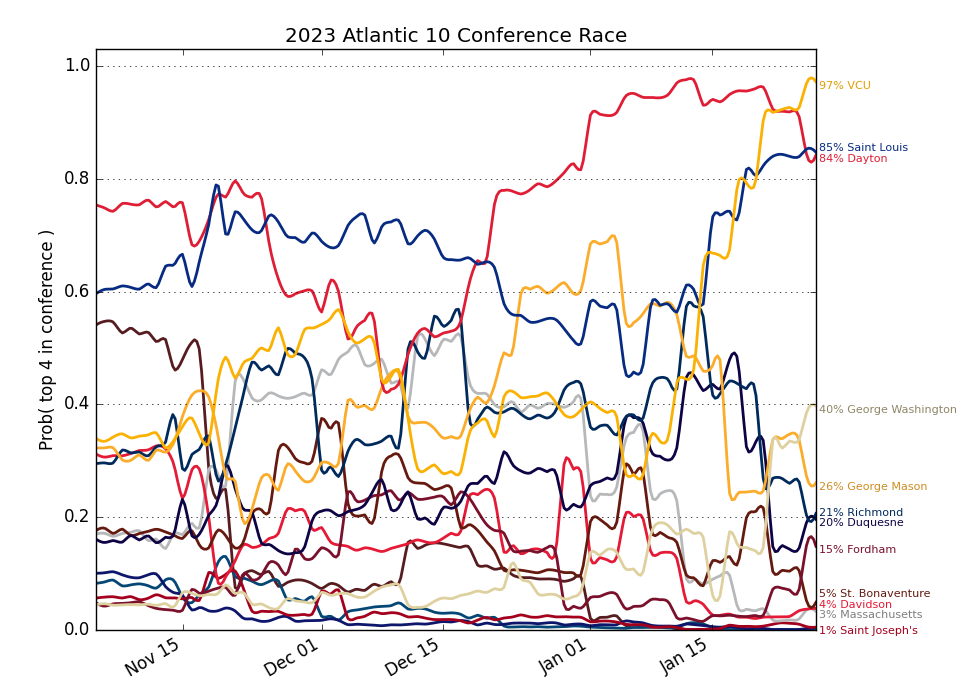 2023 Atlantic 10 Conference Race
Prob( top 4 in conference )
1.0
0.8
0.6
0.4
0.2
0.0
Nov 15
Dec 01
Dec 15
Jan 01
Jan 15
97% VCU
85% Saint Louis
84% Dayton
40% George Washington
26% George Mason
21% Richmond
20% Duquesne
15% Fordham
5% St. Bonaventure
4% Davidson
3% Massachusetts
1% Saint Joseph's